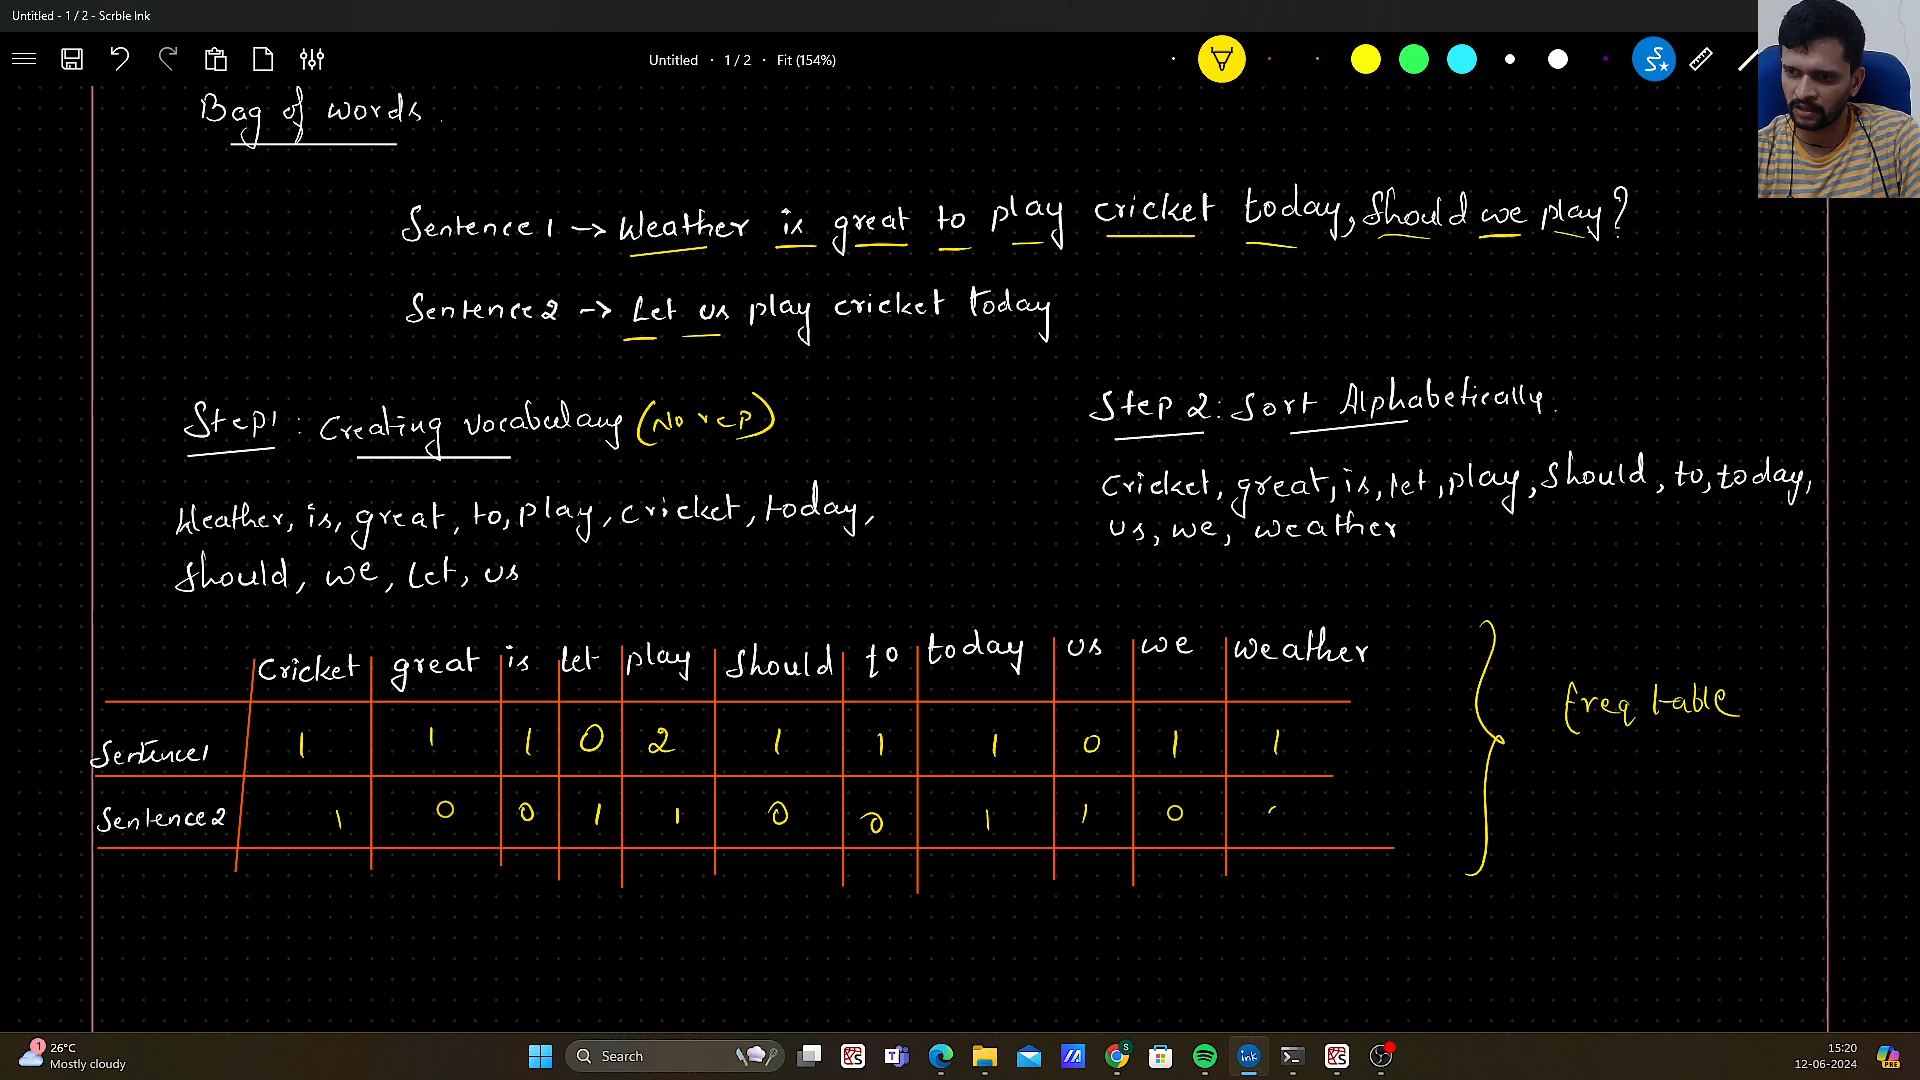 Untitled - 1 / 2 - Scrble Ink
Untitled · 1 / 2 · Fit (154%)
Bag of words.
Sentence 1 -> Weather is great to play cricket today, should we play?
Sentence 2 -> Let us play cricket today
Step1 : Creating vocabulary (No rep)
Step 2 : Sort Alphabetically.
Weather, is, great, to, play, cricket, today,
should, we, let, us
Cricket, great, is, let, play, should, to, today,
us, we, weather
Cricket great is let play should to today us we weather
Sentence1 1 1 1 0 2 1 1 1 0 1 1
Sentence2 1 0 0 1 1 0 0 1 1 0
freq table
1
26°C
Mostly cloudy
Search
S
ink
PRE
15:20
12-06-2024